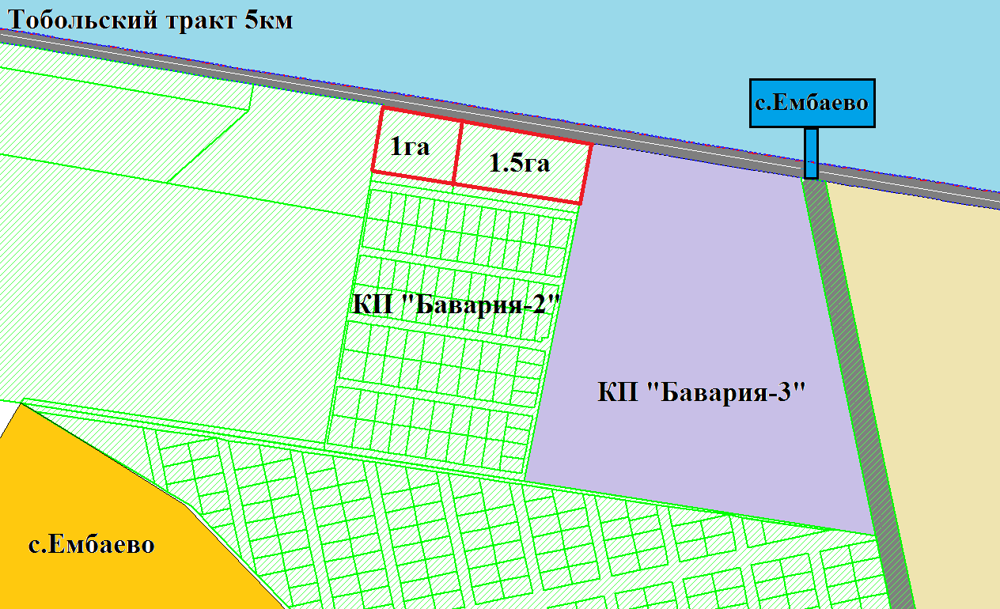 Тобольский тракт 5км
с.Ембаево
1га
1.5га
КП "Бавария-2"
КП "Бавария-3"
с.Ембаево